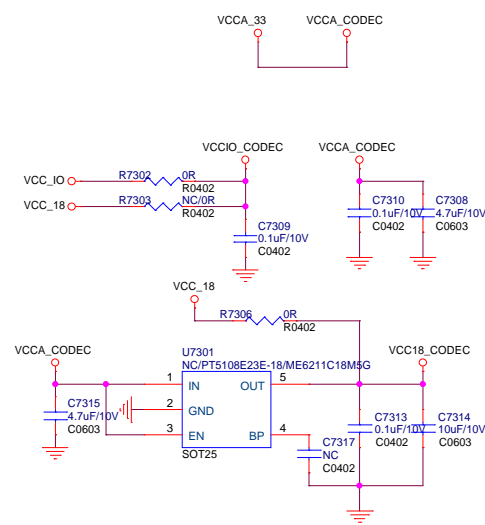 VCCA_33
VCCA_CODEC
VCCIO_CODEC
VCCA_CODEC
VCC_IO
R7302
0R
R0402
VCC_18
R7303
NC/0R
R0402
C7309
0.1uF/10V
C0402
C7310
0.1uF/10V
C0402
C7308
4.7uF/10V
C0603
VCC_18
R7306
0R
R0402
VCCA_CODEC
U7301
NC/PT5108E23E-18/ME6211C18M5G
VCC18_CODEC
1
IN
OUT
5
2
GND
3
EN
BP
4
SOT25
C7315
4.7uF/10V
C0603
C7317
NC
C0402
C7313
0.1uF/10V
C0402
C7314
10uF/10V
C0603